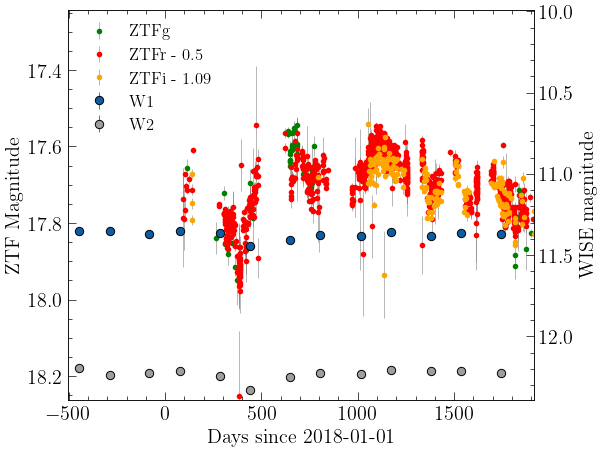 ZTFg
ZTFr - 0.5
ZTFi - 1.09
W1
W2
17.4
17.6
17.8
18.0
18.2
ZTF Magnitude
10.0
10.5
11.0
11.5
12.0
WISE magnitude
−500
0
500
1000
1500
Days since 2018-01-01